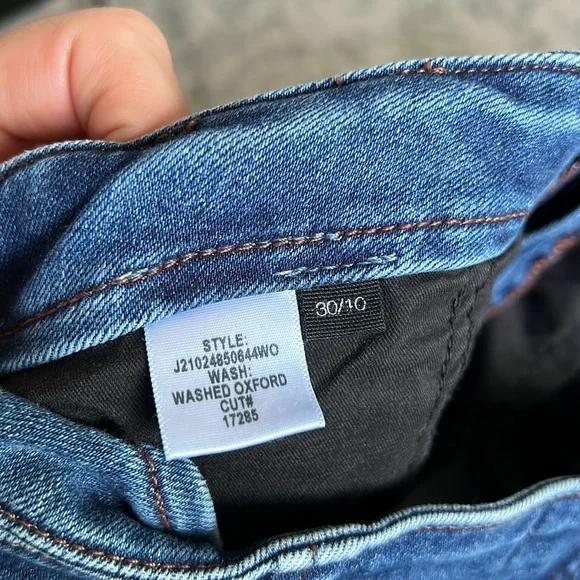 STYLE:
J21024850644WO
WASH:
WASHED OXFORD
CUT#
17285
30/10